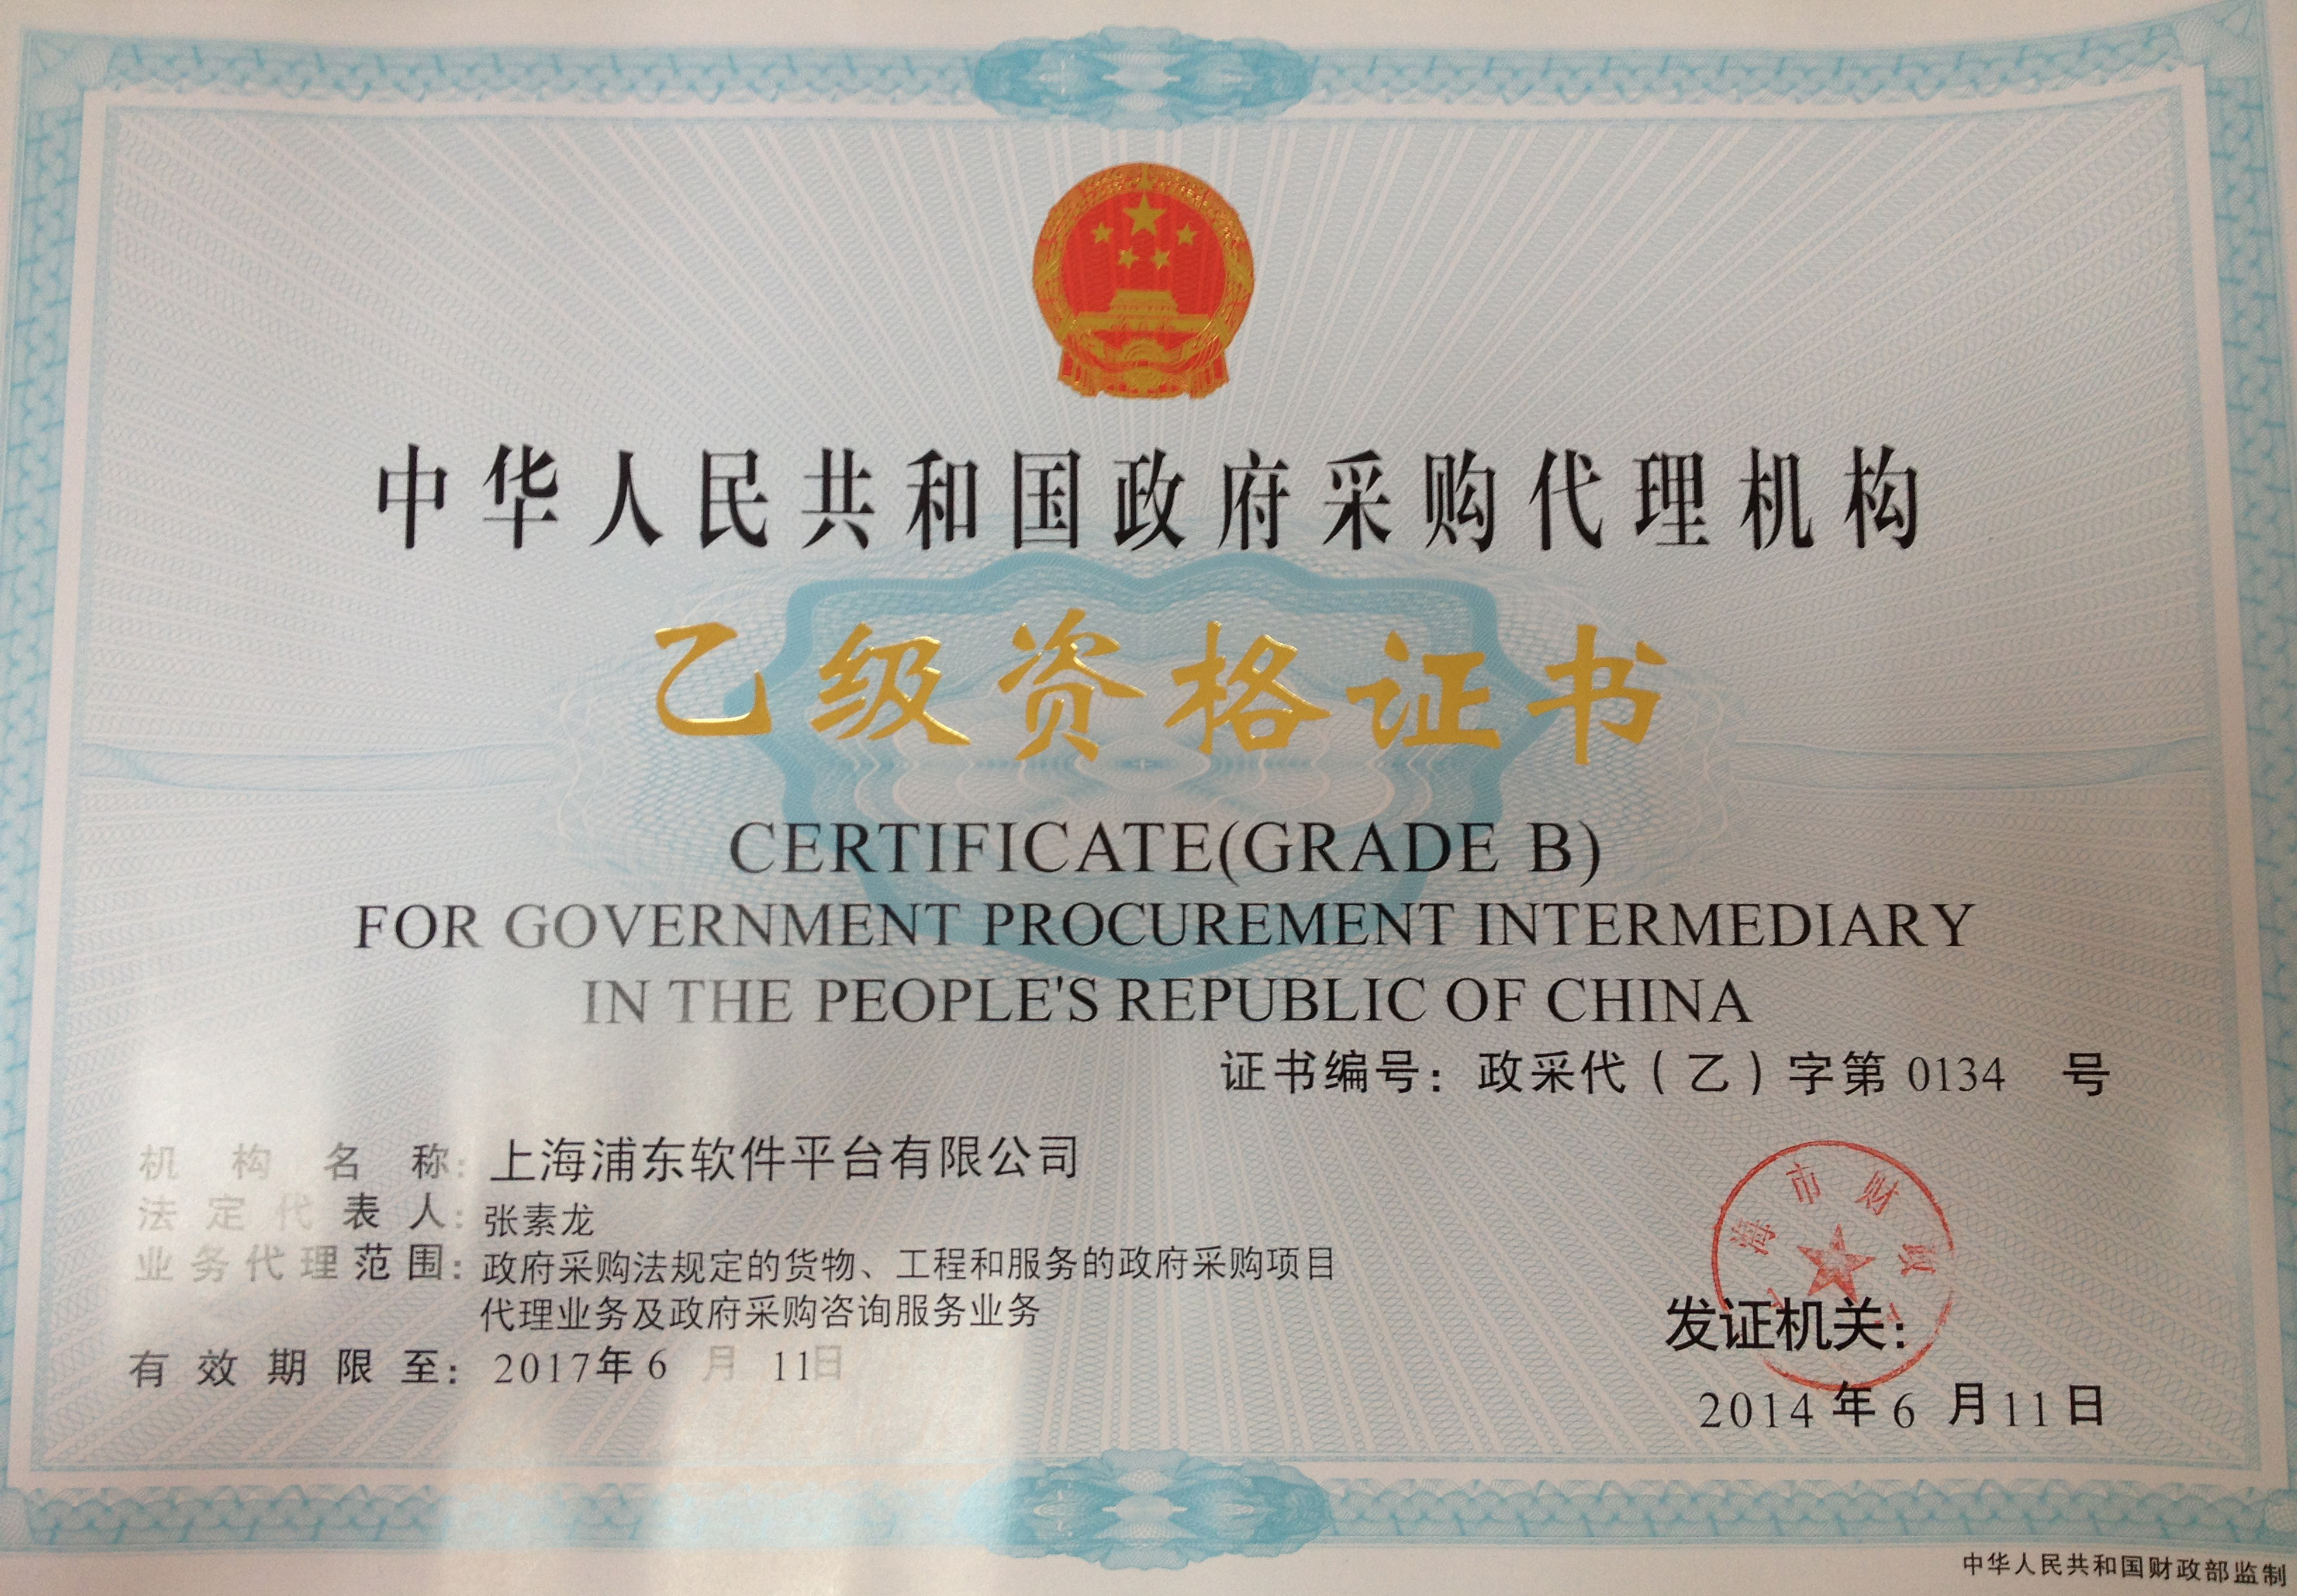 中华人民共和国政府采购代理机构
乙级资格证书
CERTIFICATE(GRADE B)
FOR GOVERNMENT PROCUREMENT INTERMEDIARY
IN THE PEOPLE'S REPUBLIC OF CHINA
证书编号：政采代（乙）字第 0134 号
机构名称：上海浦东软件平台有限公司
法定代表人：张素龙
业务代理范围：政府采购法规定的货物、工程和服务的政府采购项目
代理业务及政府采购咨询服务业务
有效期限至：2017年6月11日
海市财政
发证机关：
2014年6月11日
中华人民共和国财政部监制